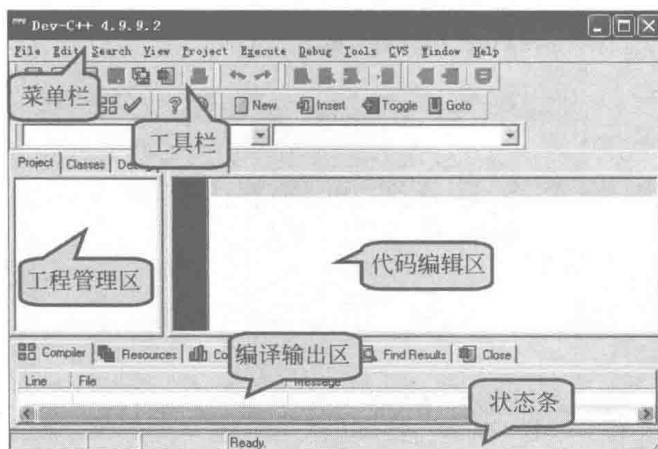 Dev-C++ 4.9.9.2
File Edit Search View Project Execute Debug Tools CVS Window Help
菜单栏
New Insert Toggle Goto
工具栏
Project Classes
工程管理区
代码编辑区
Compiler Resources Find Results Close
编译输出区
Line File Message
状态条
Ready.